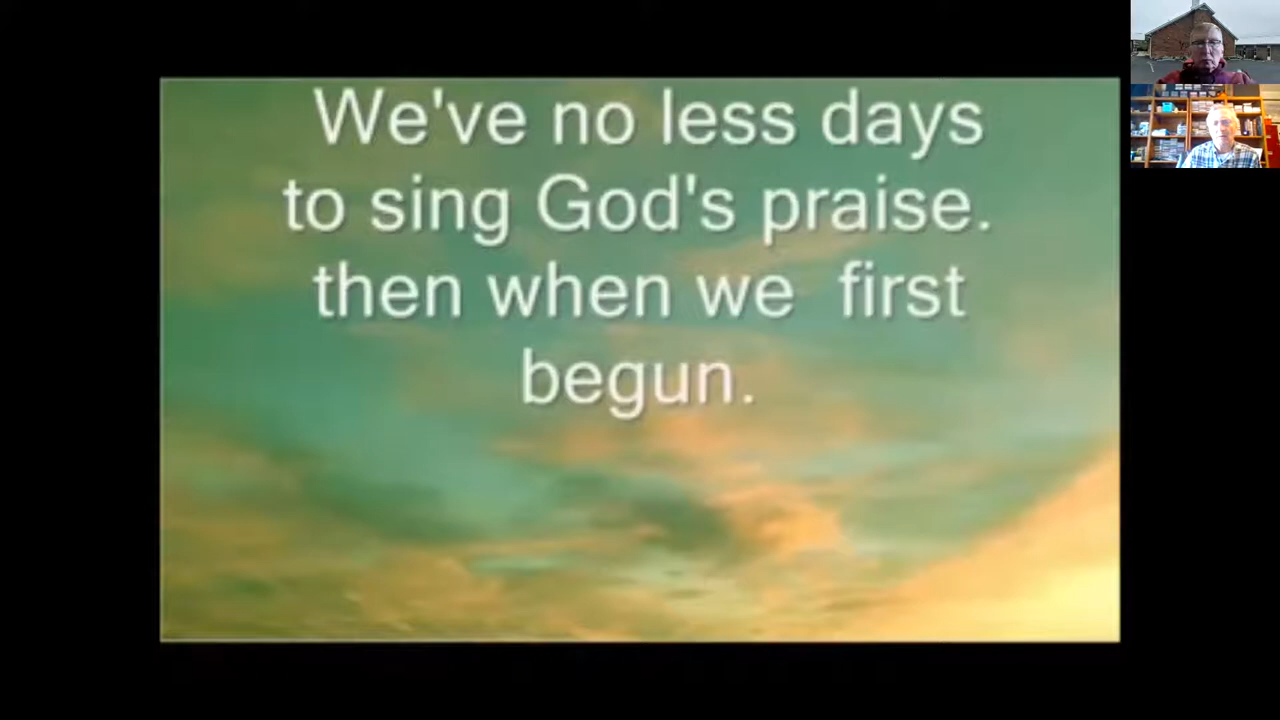 We've no less days
to sing God's praise.
then when we first
begun.